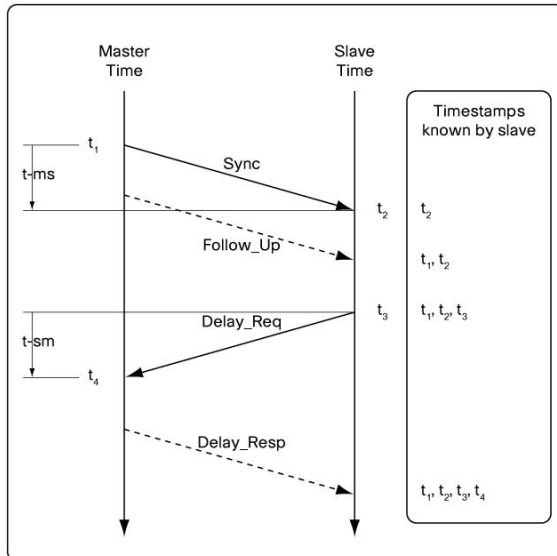 Master
Time
Slave
Time
Timestamps
known by slave
t₁
Sync
t-ms
t₂
t₂
Follow_Up
t₁, t₂
t₃
t₁, t₂, t₃
Delay_Req
t-sm
t₄
Delay_Resp
t₁, t₂, t₃, t₄